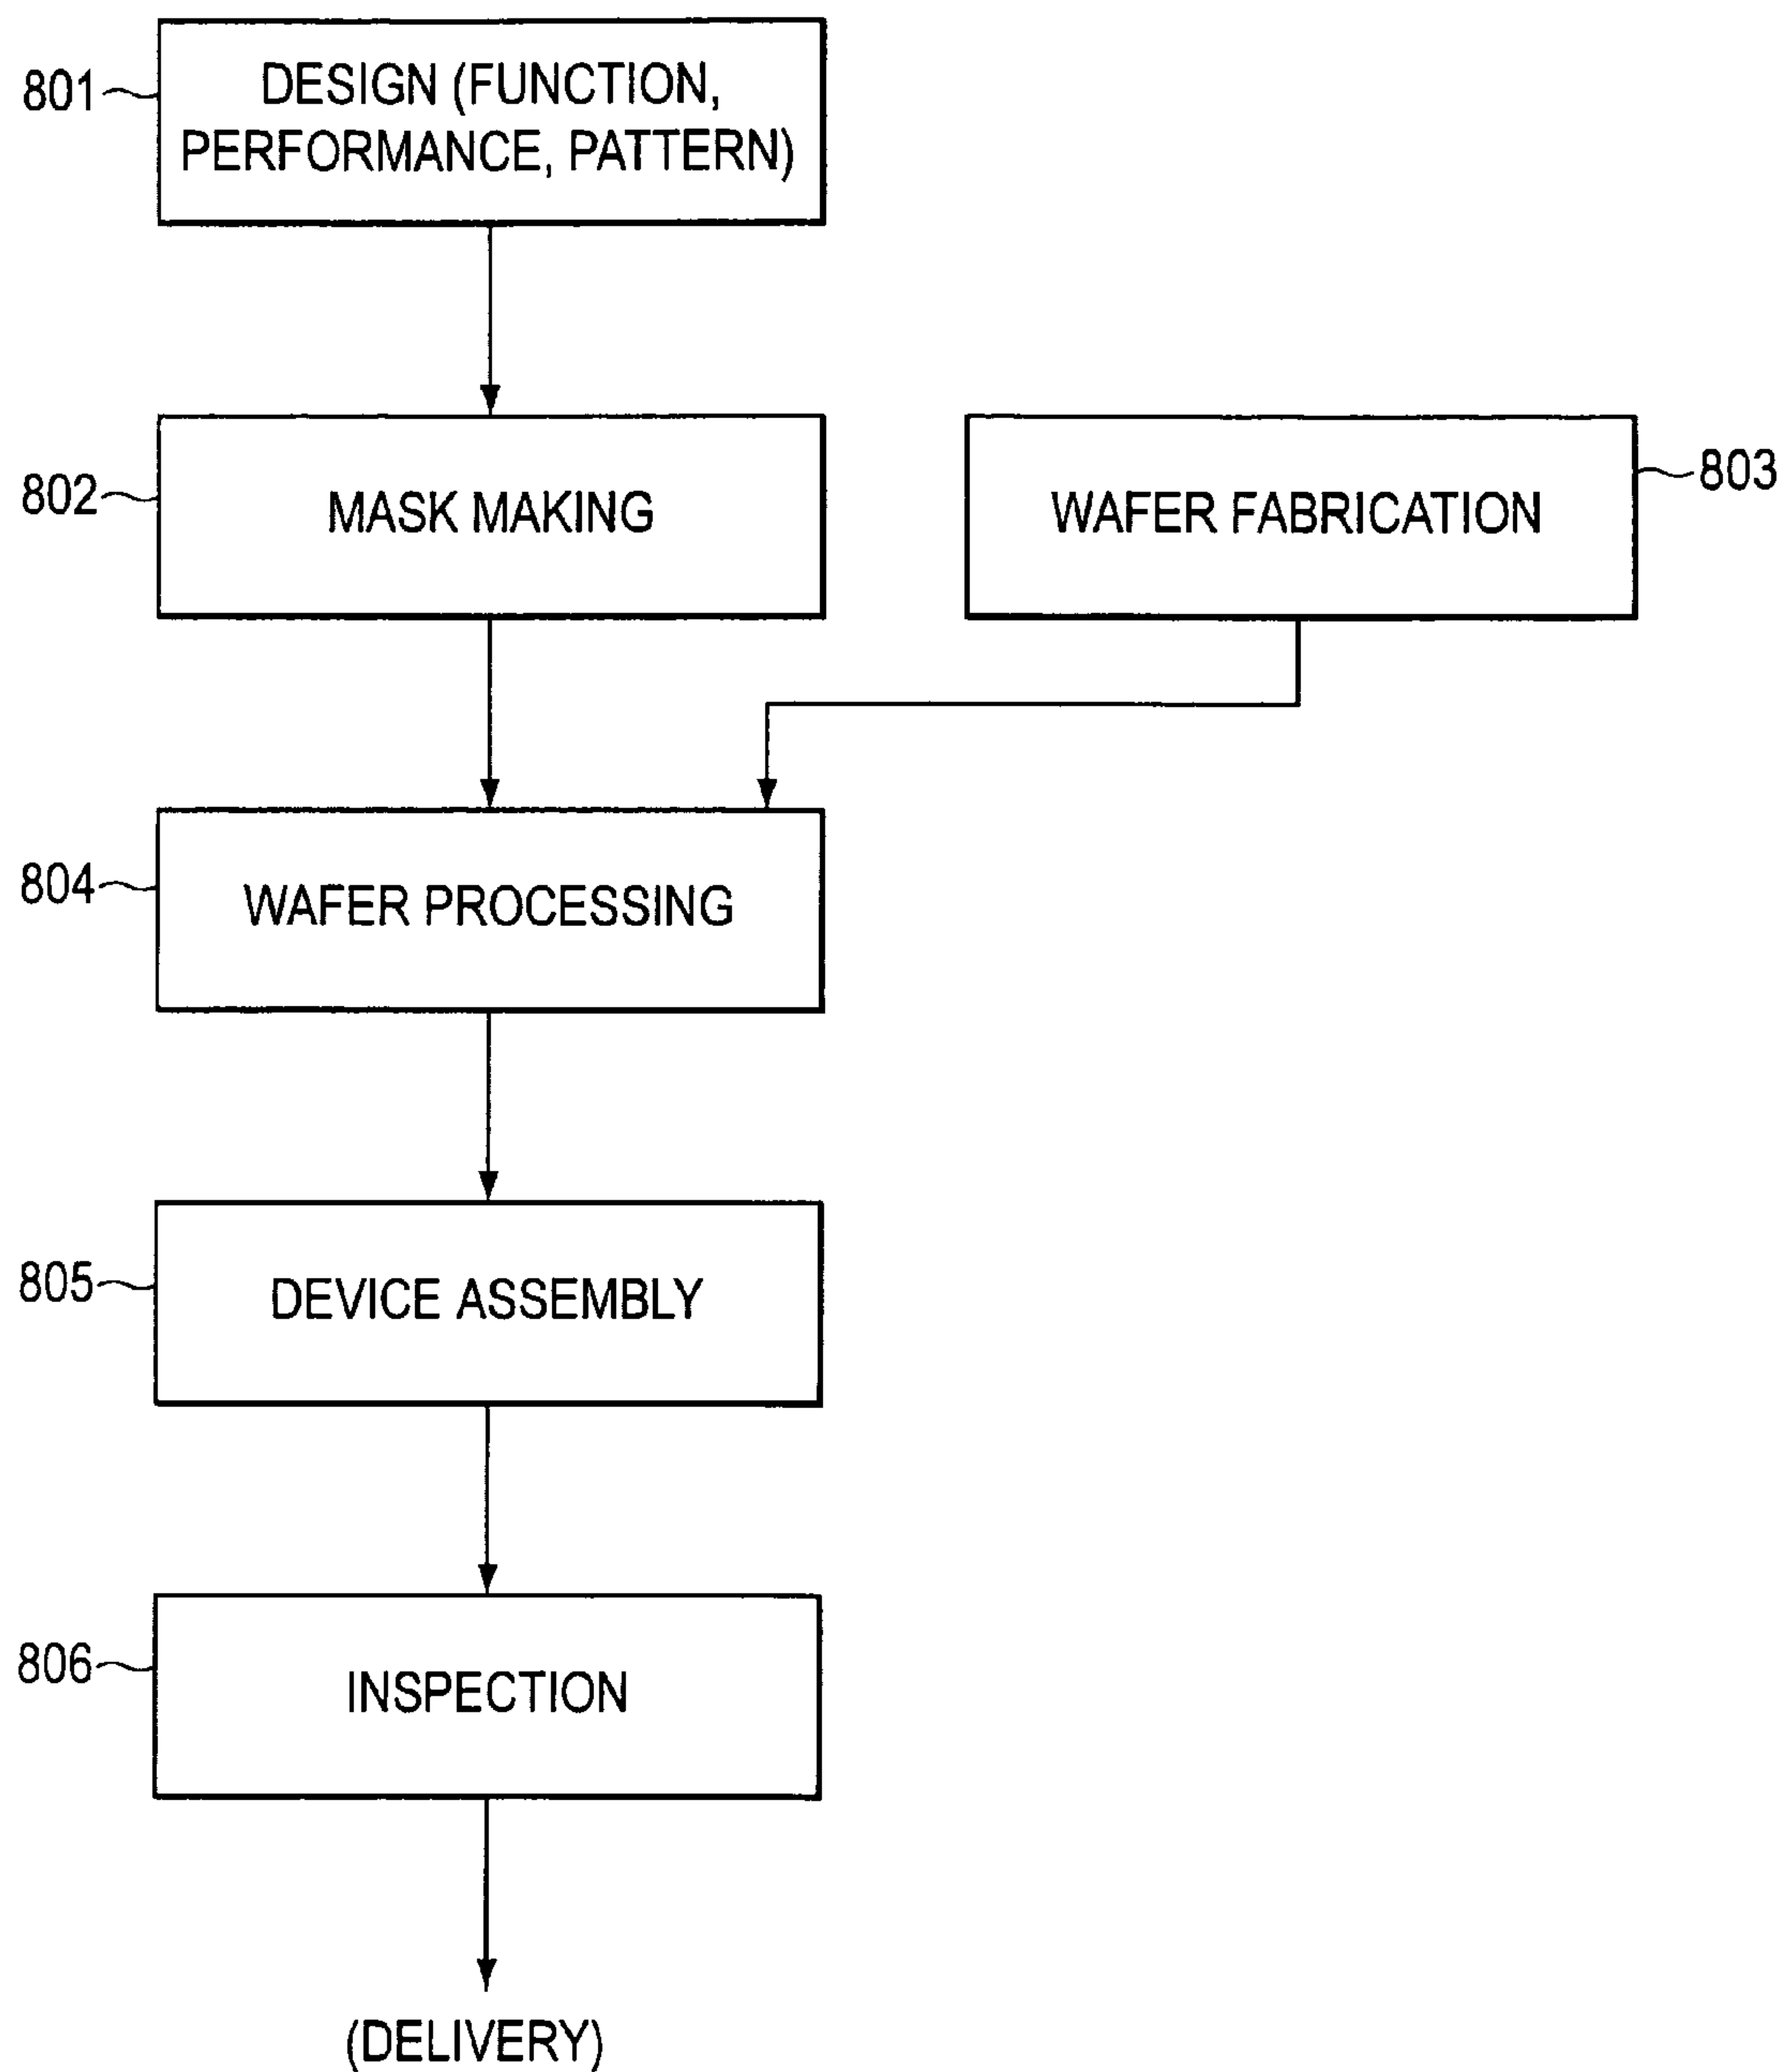 801
DESIGN (FUNCTION,
PERFORMANCE, PATTERN)
802
MASK MAKING
WAFER FABRICATION
803
804
WAFER PROCESSING
805
DEVICE ASSEMBLY
806
INSPECTION
(DELIVERY)